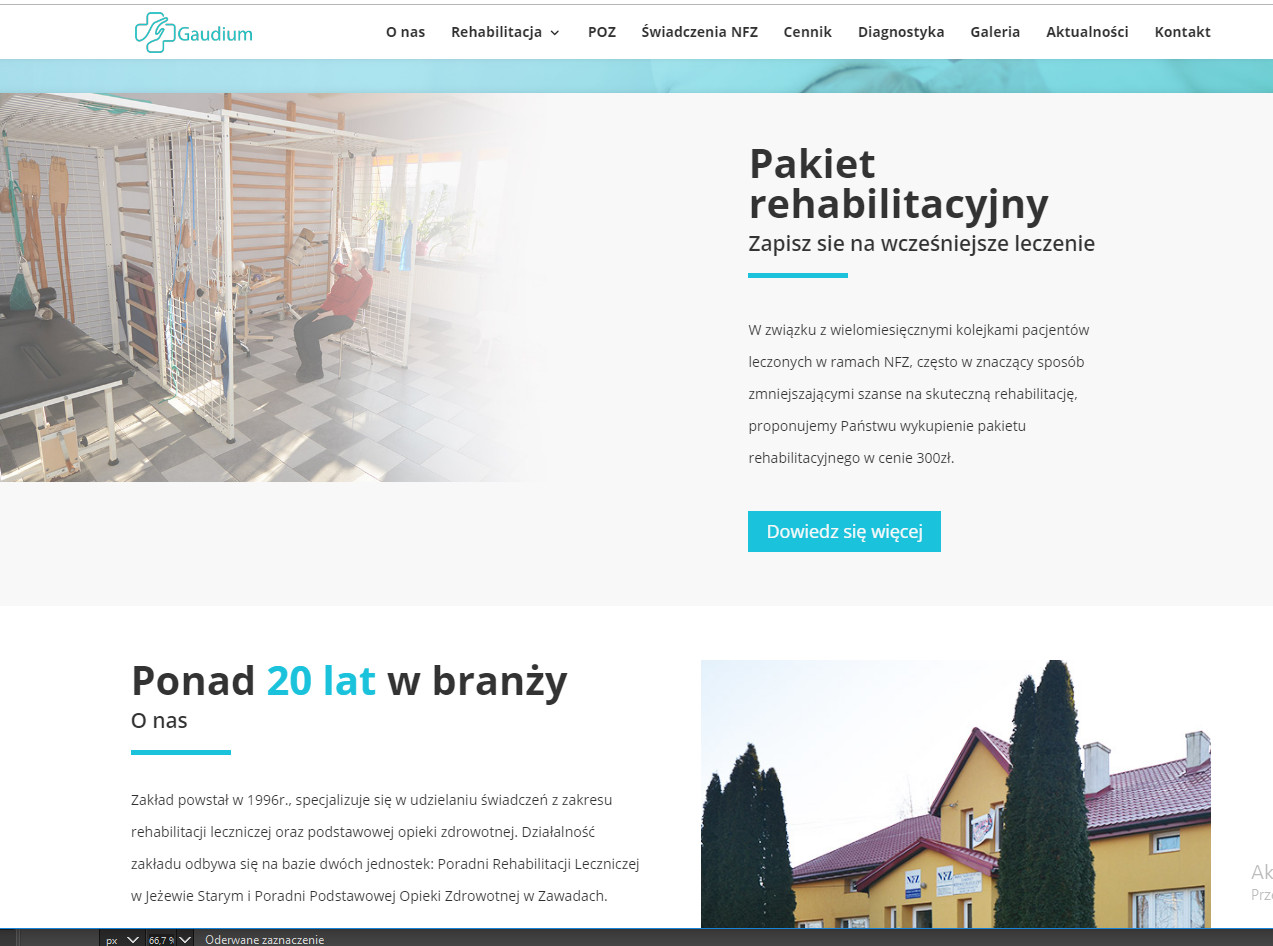 Gaudium
O nas Rehabilitacja POZ Świadczenia NFZ Cennik Diagnostyka Galeria Aktualności Kontakt
Pakiet
rehabilitacyjny
Zapisz sie na wcześniejsze leczenie
W związku z wielomiesięcznymi kolejkami pacjentów
leczonych w ramach NFZ, często w znaczący sposób
zmniejszającymi szanse na skuteczną rehabilitację,
proponujemy Państwu wykupienie pakietu
rehabilitacyjnego w cenie 300zł.
Dowiedz się więcej
Ponad 20 lat w branży
O nas
Zakład powstał w 1996r., specjalizuje się w udzielaniu świadczeń z zakresu
rehabilitacji leczniczej oraz podstawowej opieki zdrowotnej. Działalność
zakładu odbywa się na bazie dwóch jednostek: Poradni Rehabilitacji Leczniczej
w Jeżewie Starym i Poradni Podstawowej Opieki Zdrowotnej w Zawadach.
NFZ
NFZ
Ak
Prze
px 66,7 % Oderwane zaznaczenie